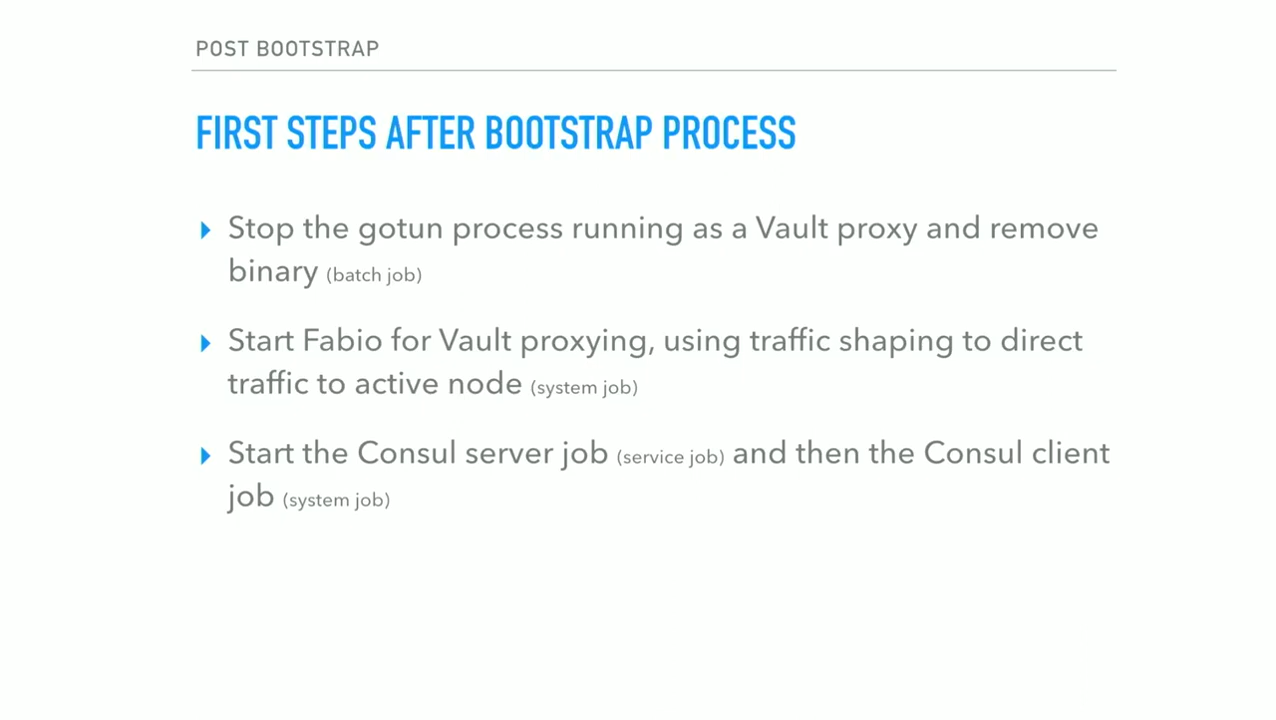 POST BOOTSTRAP
FIRST STEPS AFTER BOOTSTRAP PROCESS
Stop the gotun process running as a Vault proxy and remove
binary (batch job)
Start Fabio for Vault proxying, using traffic shaping to direct
traffic to active node (system job)
Start the Consul server job (service job) and then the Consul client
job (system job)